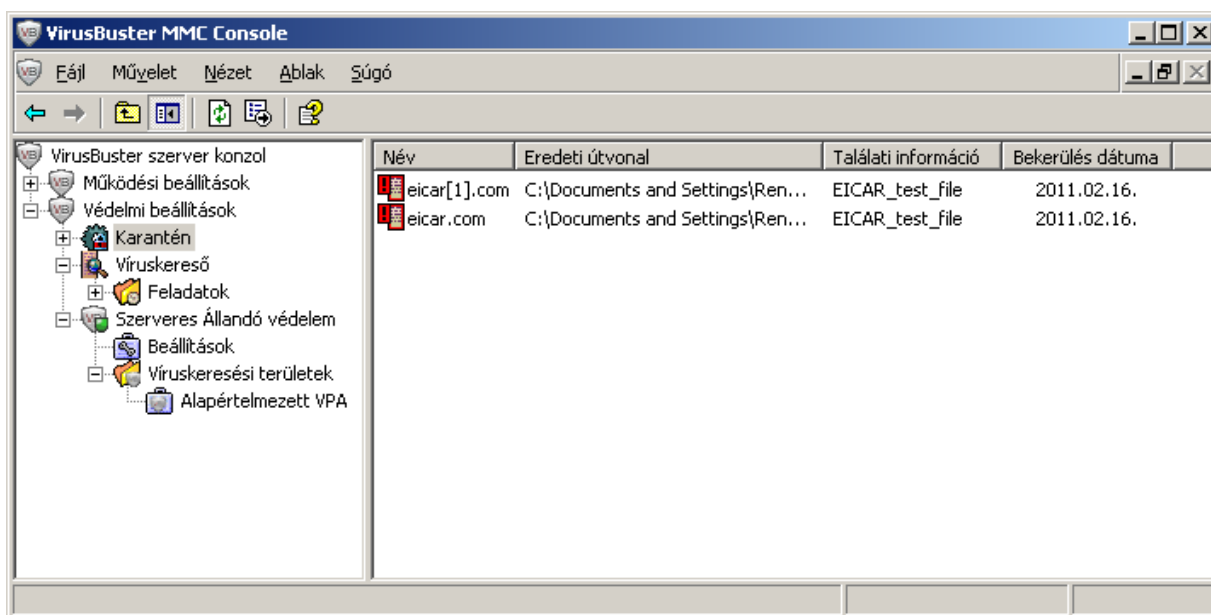 VirusBuster MMC Console
Fájl Művelet Nézet Ablak Súgó
VirusBuster szerver konzol
Működési beállítások
Védelmi beállítások
Karantén
Víruskereső
Feladatok
Szerveres Állandó védelem
Beállítások
Víruskeresési területek
Alapértelmezett VPA
Név Eredeti útvonal Találati információ Bekerülés dátuma
eicar[1].com C:\Documents and Settings\Ren... EICAR_test_file 2011.02.16.
eicar.com C:\Documents and Settings\Ren... EICAR_test_file 2011.02.16.